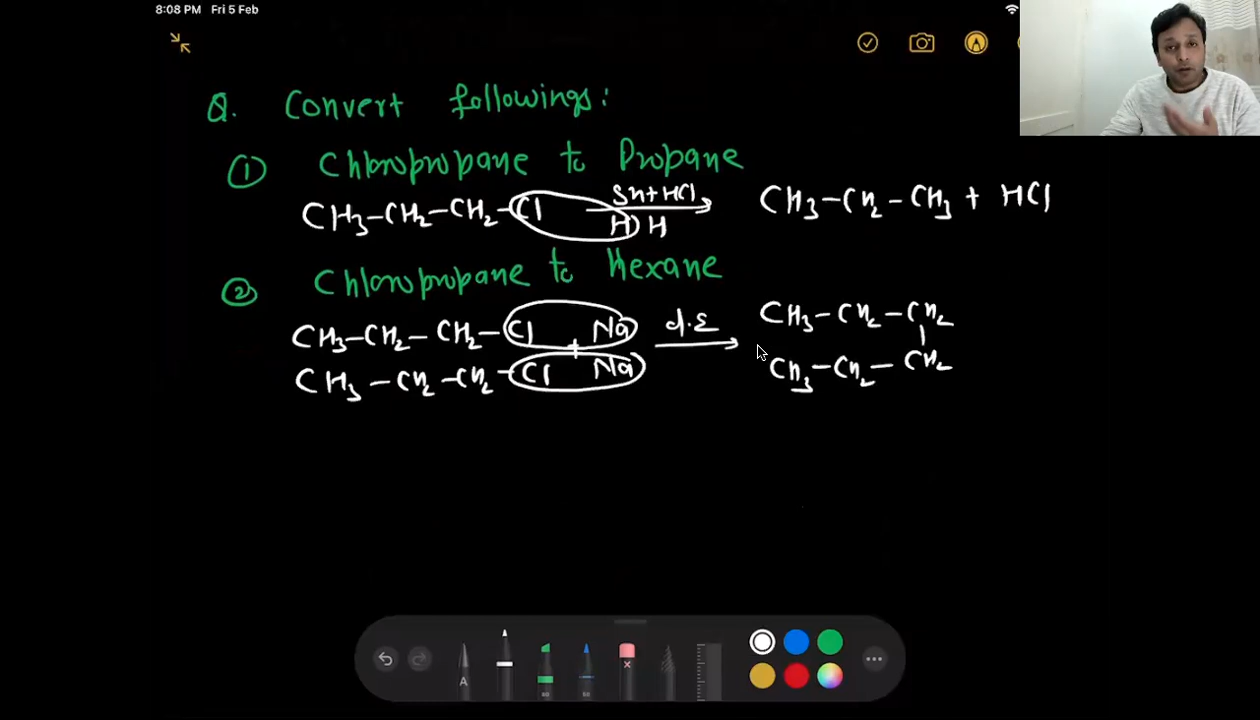 8:08 PM Fri 5 Feb
Q. Convert followings:
① Chloropropane to Propane
CH3-CH2-CH2-Cl Sn+HCl H H CH3-CH2-CH3 + HCl
② Chloropropane to Hexane
CH3-CH2-CH2-Cl Na d.E CH3-CH2-CH2
+
CH3-CH2-CH2-Cl Na CH3-CH2-CH2
A